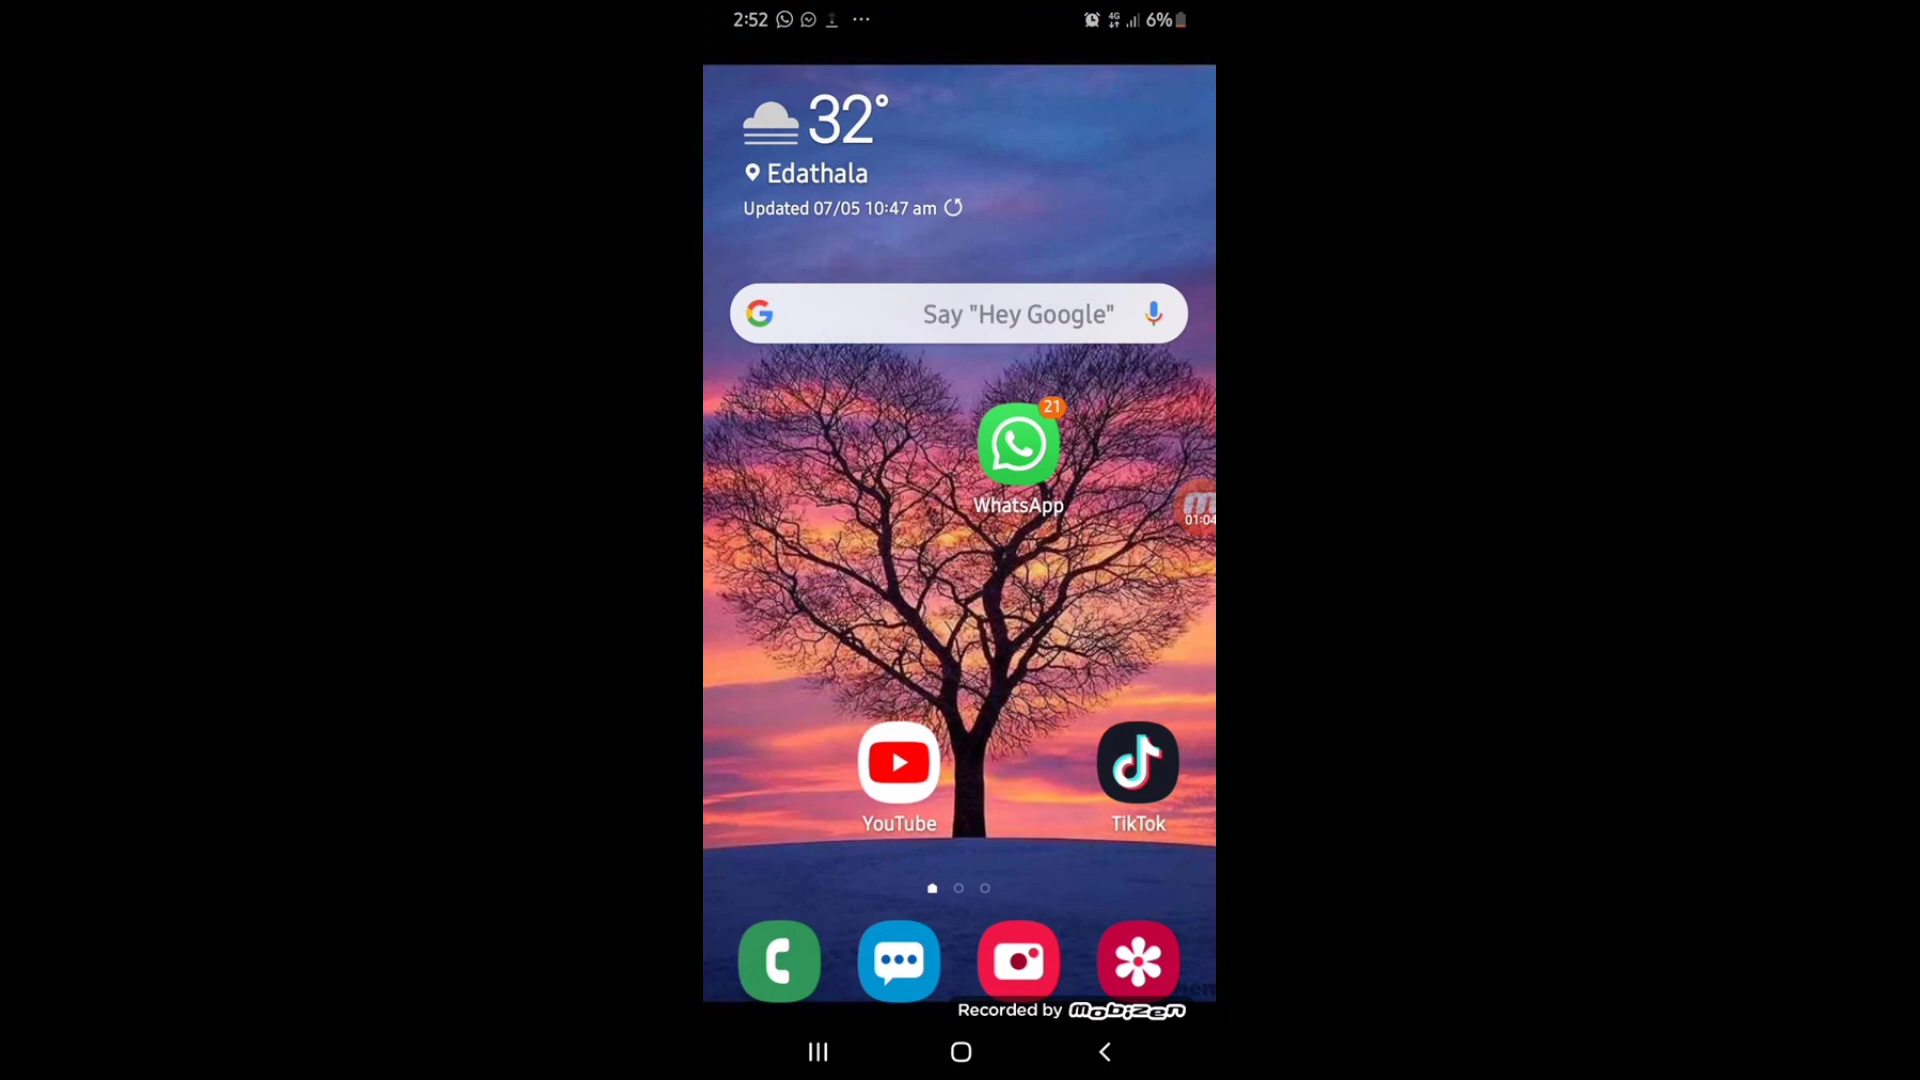 2:52
4G 6%
32°
Edathala
Updated 07/05 10:47 am
Say "Hey Google"
21
WhatsApp
01:04
YouTube
TikTok
Recorded by mobizen